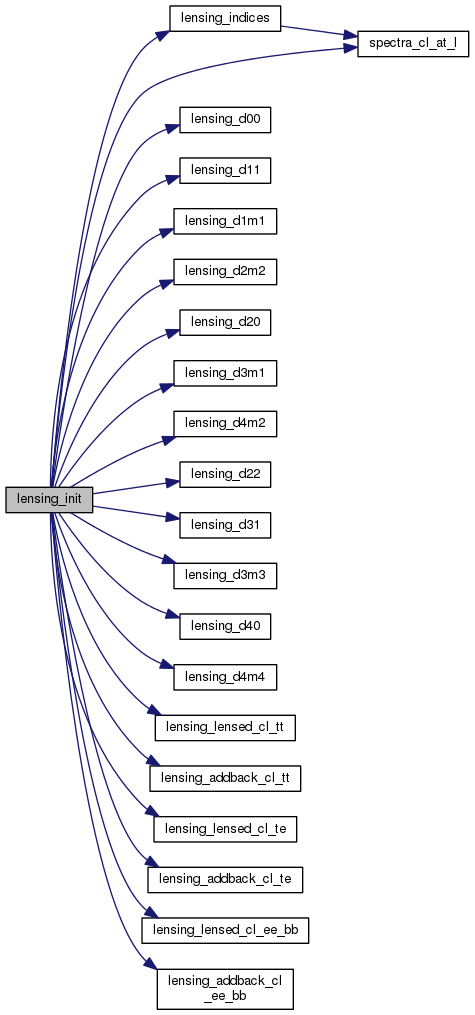 lensing_indices
spectra_cl_at_l
lensing_d00
lensing_d11
lensing_d1m1
lensing_d2m2
lensing_d20
lensing_d3m1
lensing_d4m2
lensing_init
lensing_d22
lensing_d31
lensing_d3m3
lensing_d40
lensing_d4m4
lensing_lensed_cl_tt
lensing_addback_cl_tt
lensing_lensed_cl_te
lensing_addback_cl_te
lensing_lensed_cl_ee_bb
lensing_addback_cl
_ee_bb